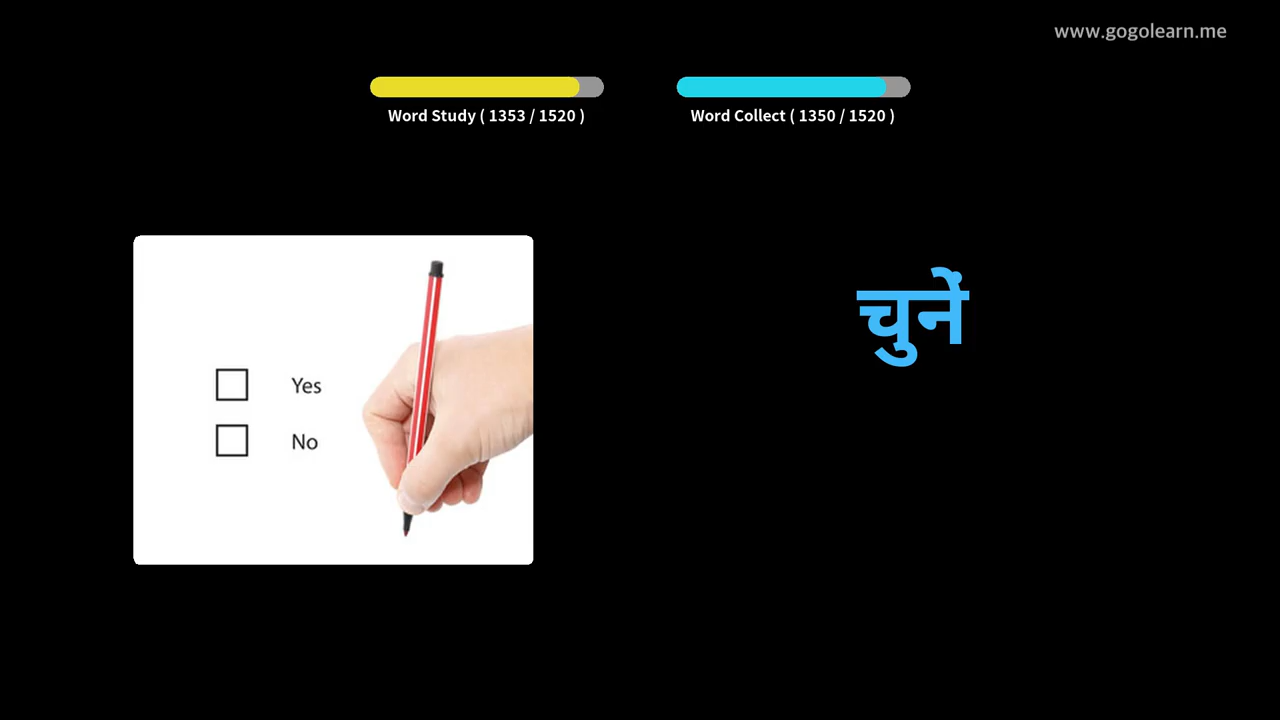 www.gogolearn.me
Word Study ( 1353 / 1520 )
Word Collect ( 1350 / 1520 )
चुनें
Yes
No